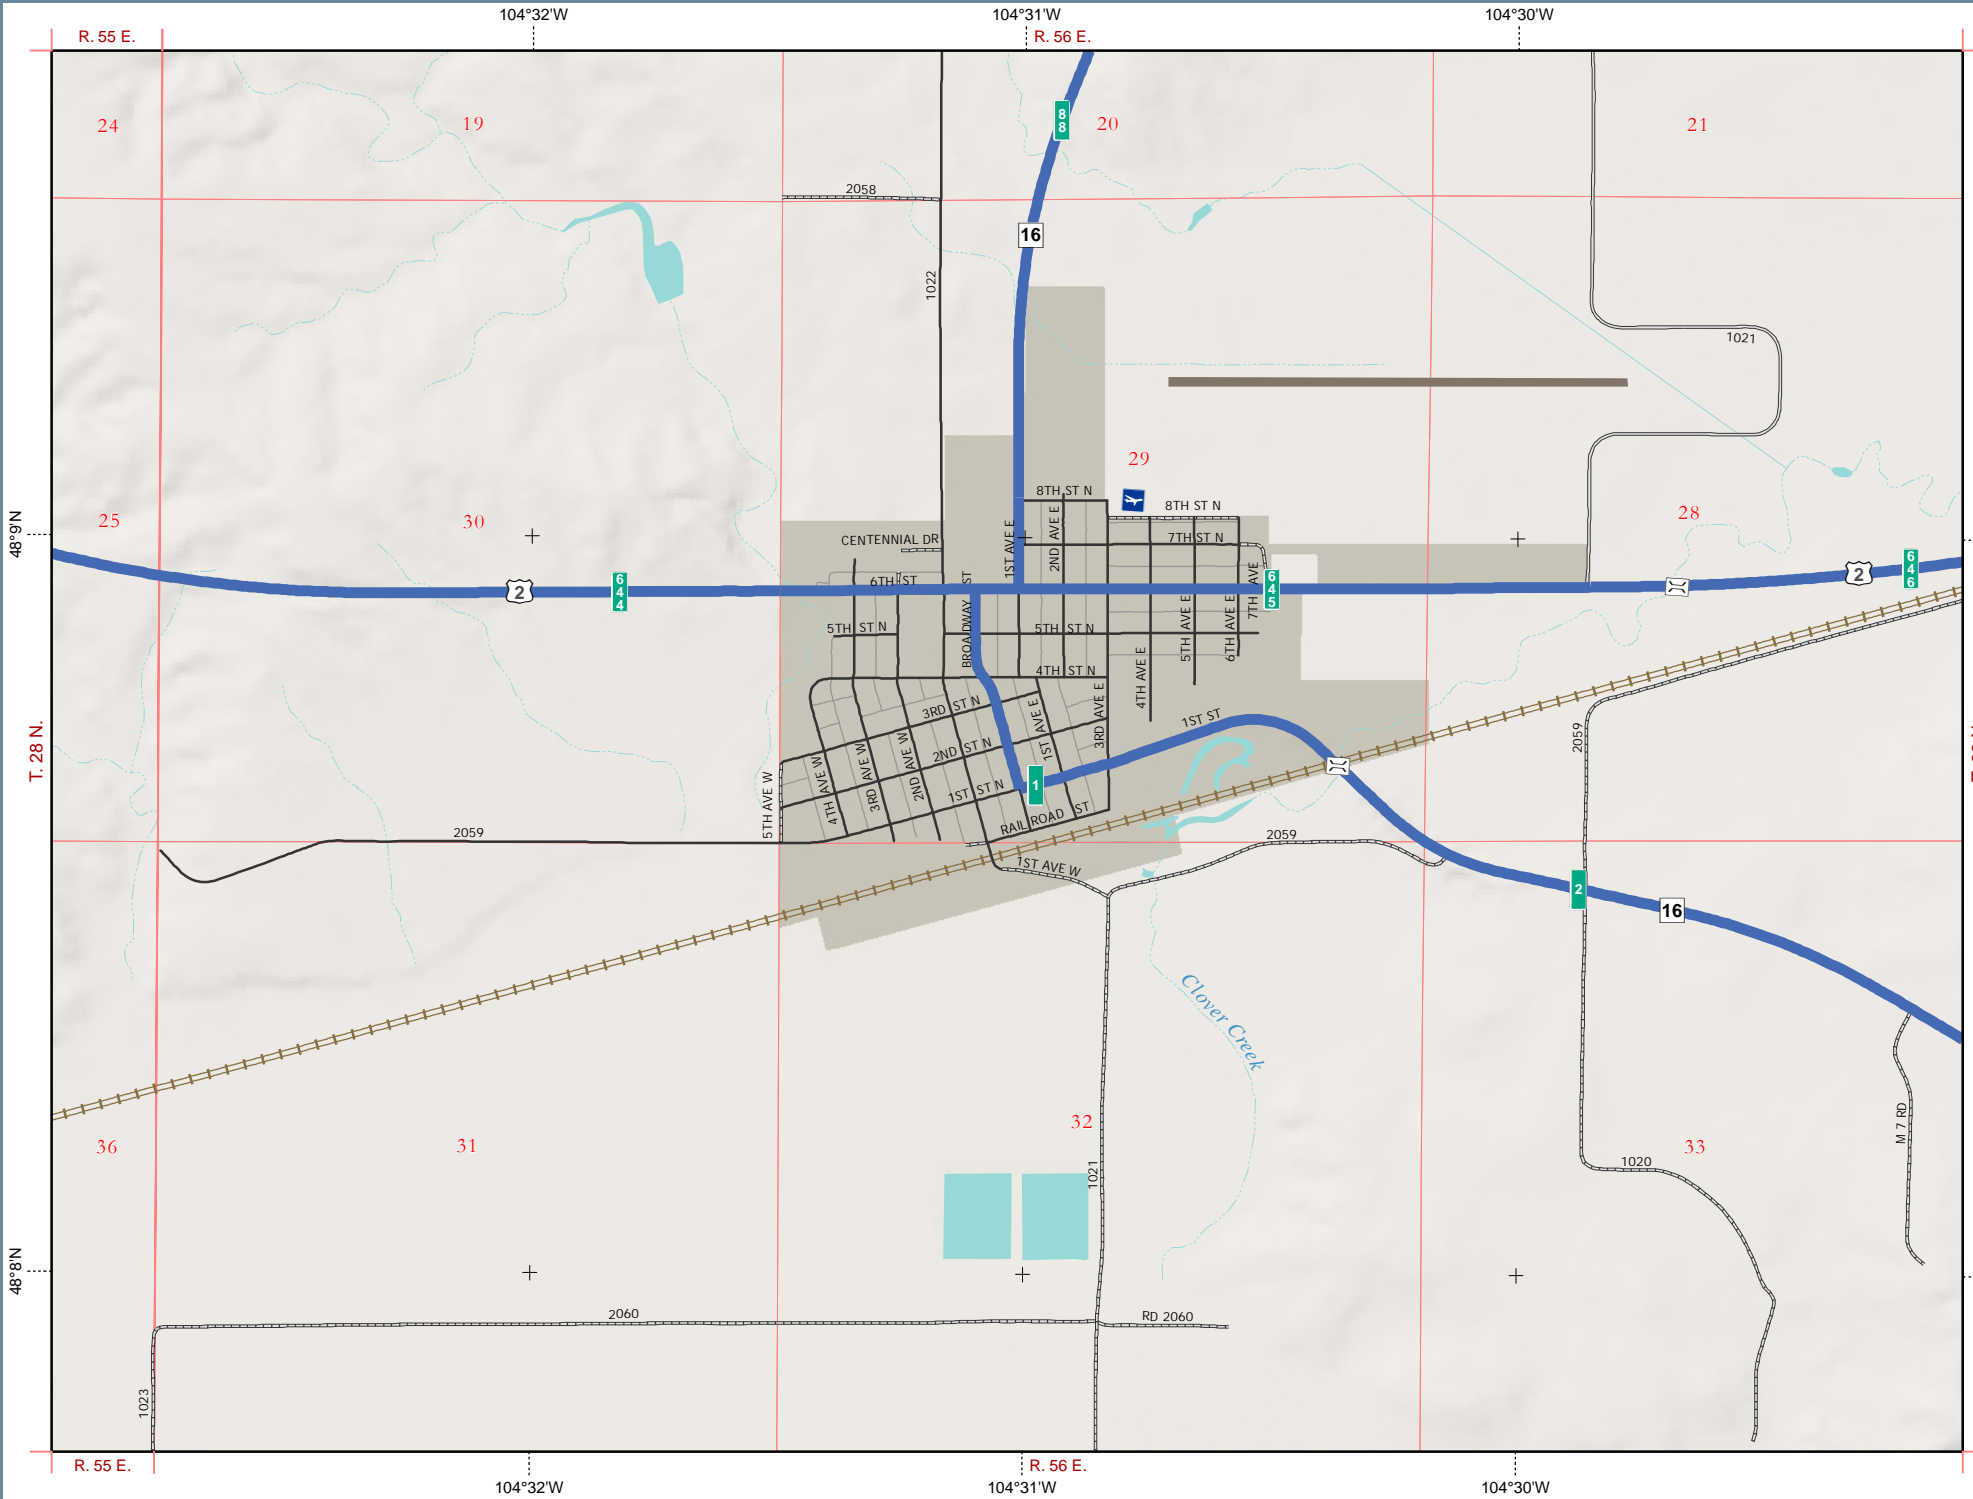 104°32'W
104°31'W
104°30'W
R. 55 E.
R. 56 E.
24
19
88
20
21
2058
16
1022
1021
29
8TH ST N
8TH ST N
48°9'N
25
30
28
CENTENNIAL DR
1ST AVE E
2ND AVE E
7TH ST N
6TH ST
2
644
645
2
646
7TH AVE
BROADWAY ST
5TH ST N
5TH ST N
5TH AVE E
6TH AVE E
4TH ST N
4TH AVE E
3RD ST N
1ST AVE E
3RD AVE E
1ST ST
2059
T. 28 N.
2ND ST N
4TH AVE W
3RD AVE W
2ND AVE W
5TH AVE W
1ST ST N
1
RAILROAD ST
2059
2059
1ST AVE W
2
16
Clover Creek
36
31
32
33
M 7 RD
1021
1020
48°8'N
2060
RD 2060
1023
R. 55 E.
R. 56 E.
104°32'W
104°31'W
104°30'W